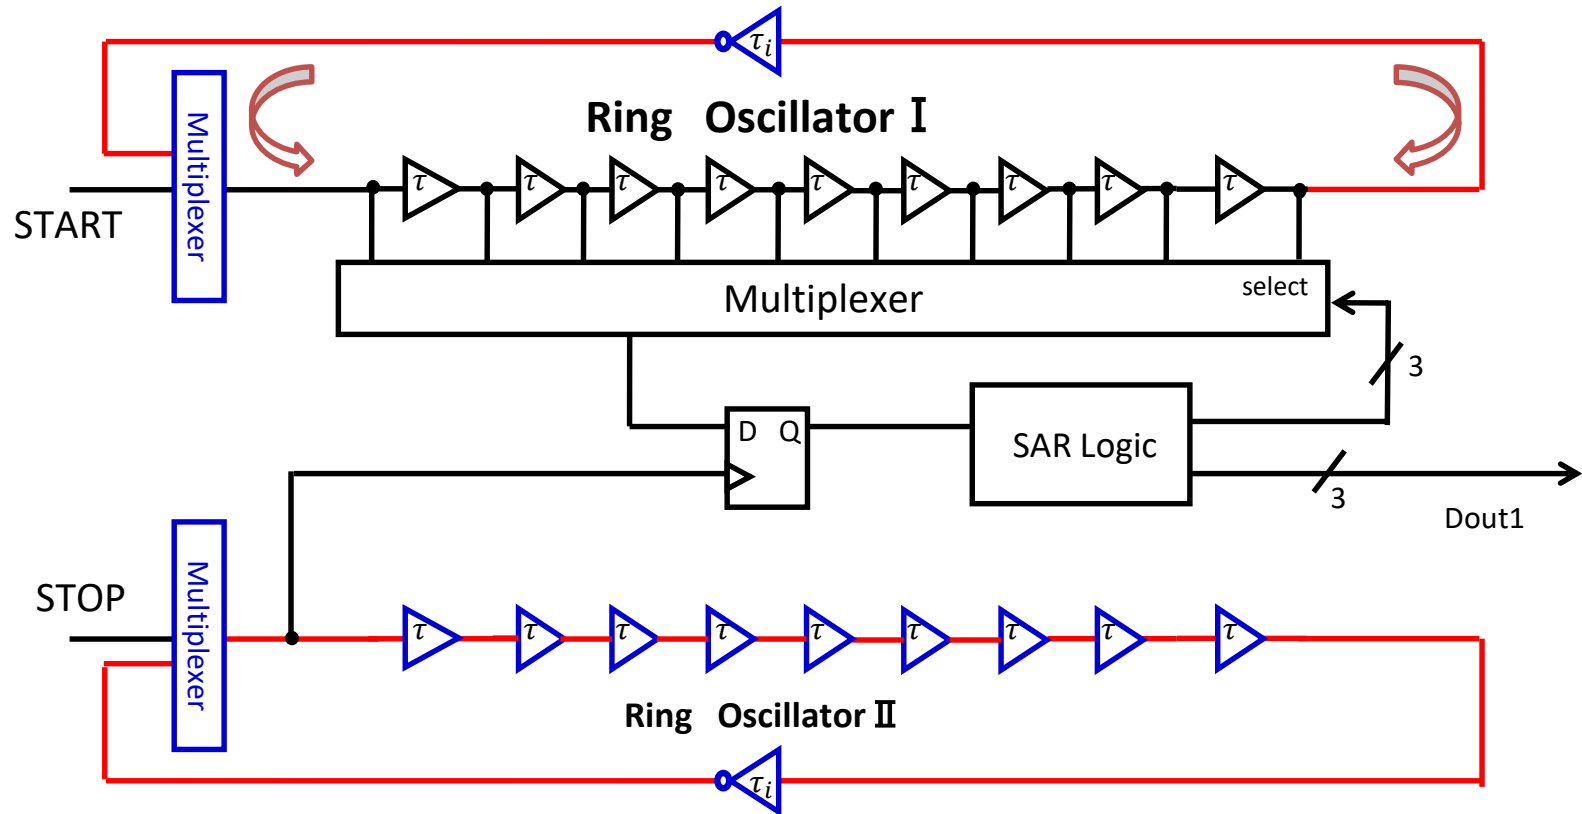 τᵢ
Ring Oscillator Ⅰ
Multiplexer
START
τ τ τ τ τ τ τ τ τ
select
Multiplexer
3
D Q
SAR Logic
3
Dout1
STOP
Multiplexer
τ τ τ τ τ τ τ τ τ
Ring Oscillator Ⅱ
τᵢ